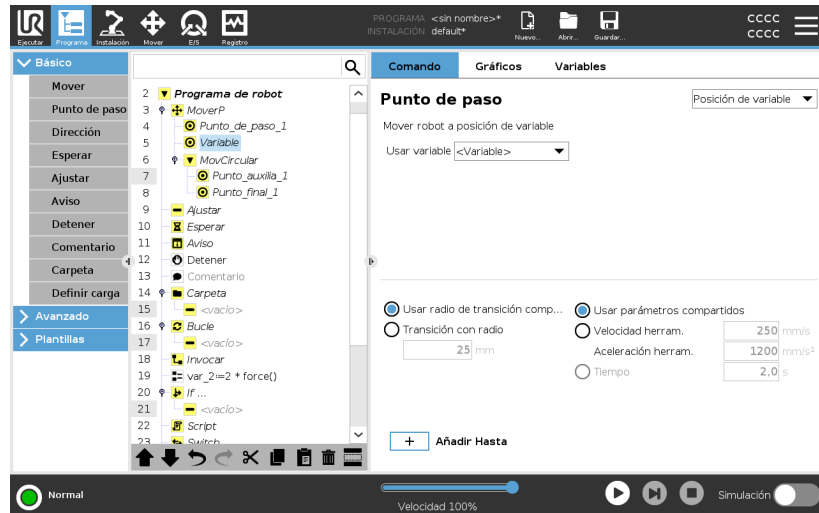 PROGRAMA <sin nombre>*
INSTALACIÓN default*
CCCC
CCCC
Ejecutar Programa Instalación Mover E/S Registro Nuevo... Abrir... Guardar...
Básico
Mover
Punto de paso
Dirección
Esperar
Ajustar
Aviso
Detener
Comentario
Carpeta
Definir carga
Avanzado
Plantillas
2 Programa de robot
3 MoverP
4 Punto_de_paso_1
5 Variable
6 MovCircular
7 Punto_auxilia_1
8 Punto_final_1
9 Ajustar
10 Esperar
11 Aviso
12 Detener
13 Comentario
14 Carpeta
15 <vacío>
16 Bucle
17 <vacío>
18 Invocar
19 var_2:=2 * force()
20 If ...
21 <vacío>
22 Script
23 Switch
Comando Gráficos Variables
Punto de paso Posición de variable
Mover robot a posición de variable
Usar variable <Variable>
Usar radio de transición comp... Usar parámetros compartidos
Transición con radio Velocidad herram. 250 mm/s
25 mm Aceleración herram. 1200 mm/s²
Tiempo 2,0 s
+ Añadir Hasta
Normal Velocidad 100% Simulación